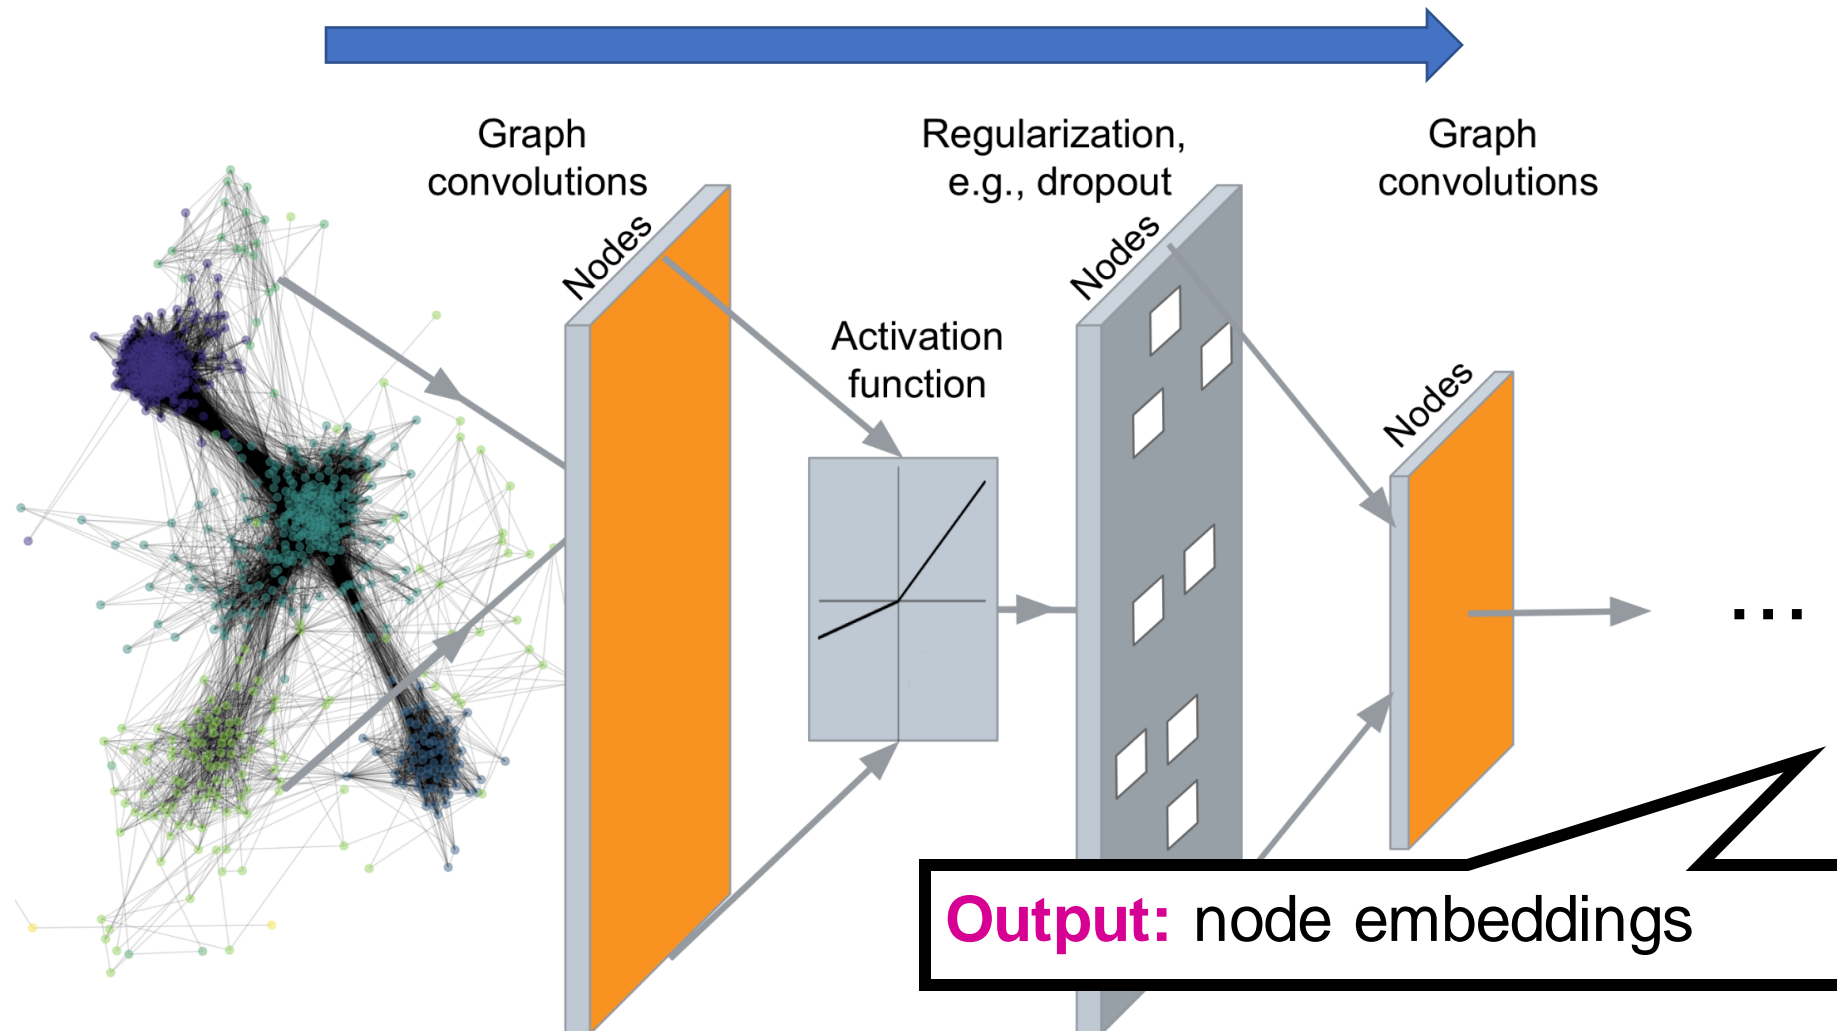 Graph
convolutions
Regularization,
e.g., dropout
Graph
convolutions
Nodes
Nodes
Activation
function
Nodes
...
Output: node embeddings